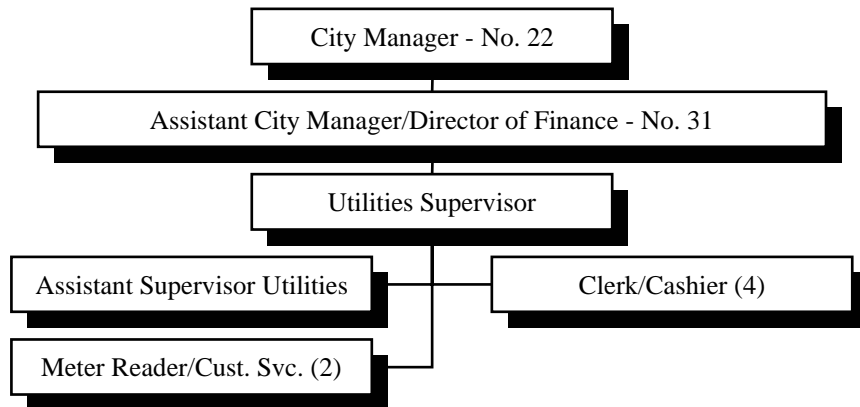 City Manager - No. 22
Assistant City Manager/Director of Finance - No. 31
Utilities Supervisor
Assistant Supervisor Utilities
Clerk/Cashier (4)
Meter Reader/Cust. Svc. (2)